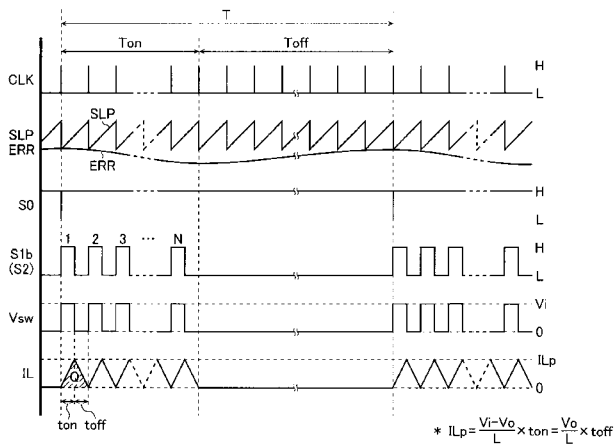 T
Ton
Toff
CLK
H
L
SLP
SLP
ERR
ERR
S0
H
L
1 2 3 ... N
S1b
(S2)
H
L
Vsw
Vi
0
IL
Q
ILp
0
ton toff
* ILp= Vi-Vo / L × ton= Vo / L × toff